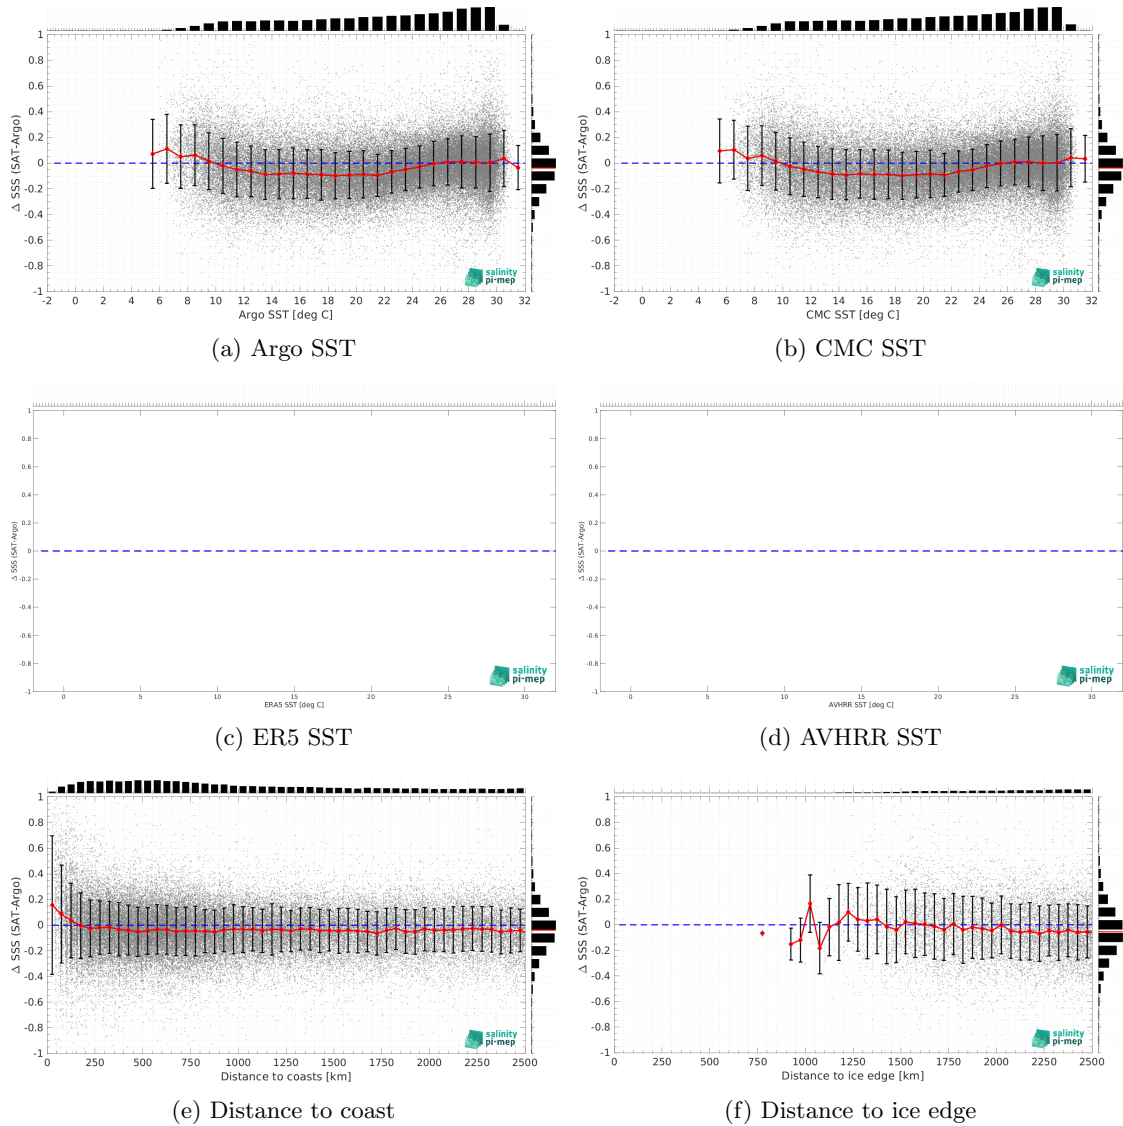 1
0.8
0.6
0.4
0.2
0
-0.2
-0.4
-0.6
-0.8
-1
Δ SSS (SAT-Argo)
-2 0 2 4 6 8 10 12 14 16 18 20 22 24 26 28 30 32
Argo SST [deg C]
salinity
pi-mep
(a) Argo SST
1
0.8
0.6
0.4
0.2
0
-0.2
-0.4
-0.6
-0.8
-1
Δ SSS (SAT-Argo)
-2 0 2 4 6 8 10 12 14 16 18 20 22 24 26 28 30 32
CMC SST [deg C]
salinity
pi-mep
(b) CMC SST
1
0.8
0.6
0.4
0.2
0
-0.2
-0.4
-0.6
-0.8
-1
Δ SSS (SAT-Argo)
0 5 10 15 20 25 30
ERA5 SST [deg C]
salinity
pi-mep
(c) ER5 SST
1
0.8
0.6
0.4
0.2
0
-0.2
-0.4
-0.6
-0.8
-1
Δ SSS (SAT-Argo)
0 5 10 15 20 25 30
AVHRR SST [deg C]
salinity
pi-mep
(d) AVHRR SST
1
0.8
0.6
0.4
0.2
0
-0.2
-0.4
-0.6
-0.8
-1
Δ SSS (SAT-Argo)
0 250 500 750 1000 1250 1500 1750 2000 2250 2500
Distance to coasts [km]
salinity
pi-mep
(e) Distance to coast
1
0.8
0.6
0.4
0.2
0
-0.2
-0.4
-0.6
-0.8
-1
Δ SSS (SAT-Argo)
0 250 500 750 1000 1250 1500 1750 2000 2250 2500
Distance to ice edge [km]
salinity
pi-mep
(f) Distance to ice edge